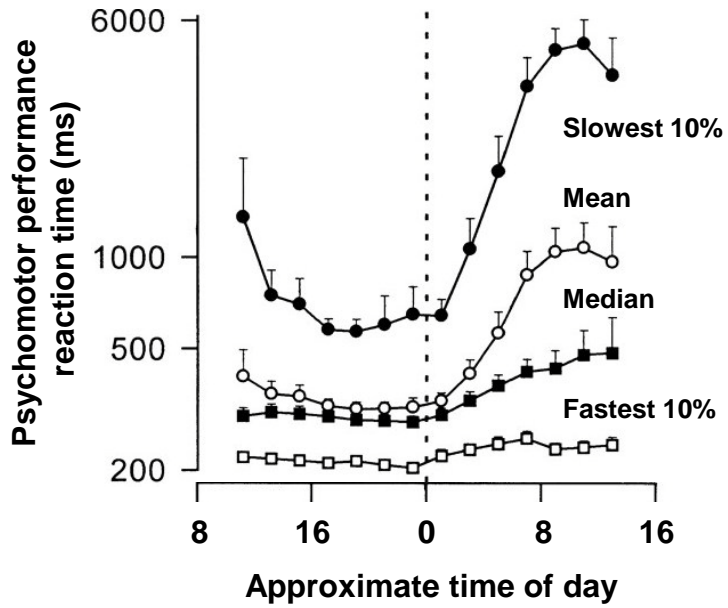 6000
1000
500
200
Psychomotor performance
reaction time (ms)
Slowest 10%
Mean
Median
Fastest 10%
8 16 0 8 16
Approximate time of day